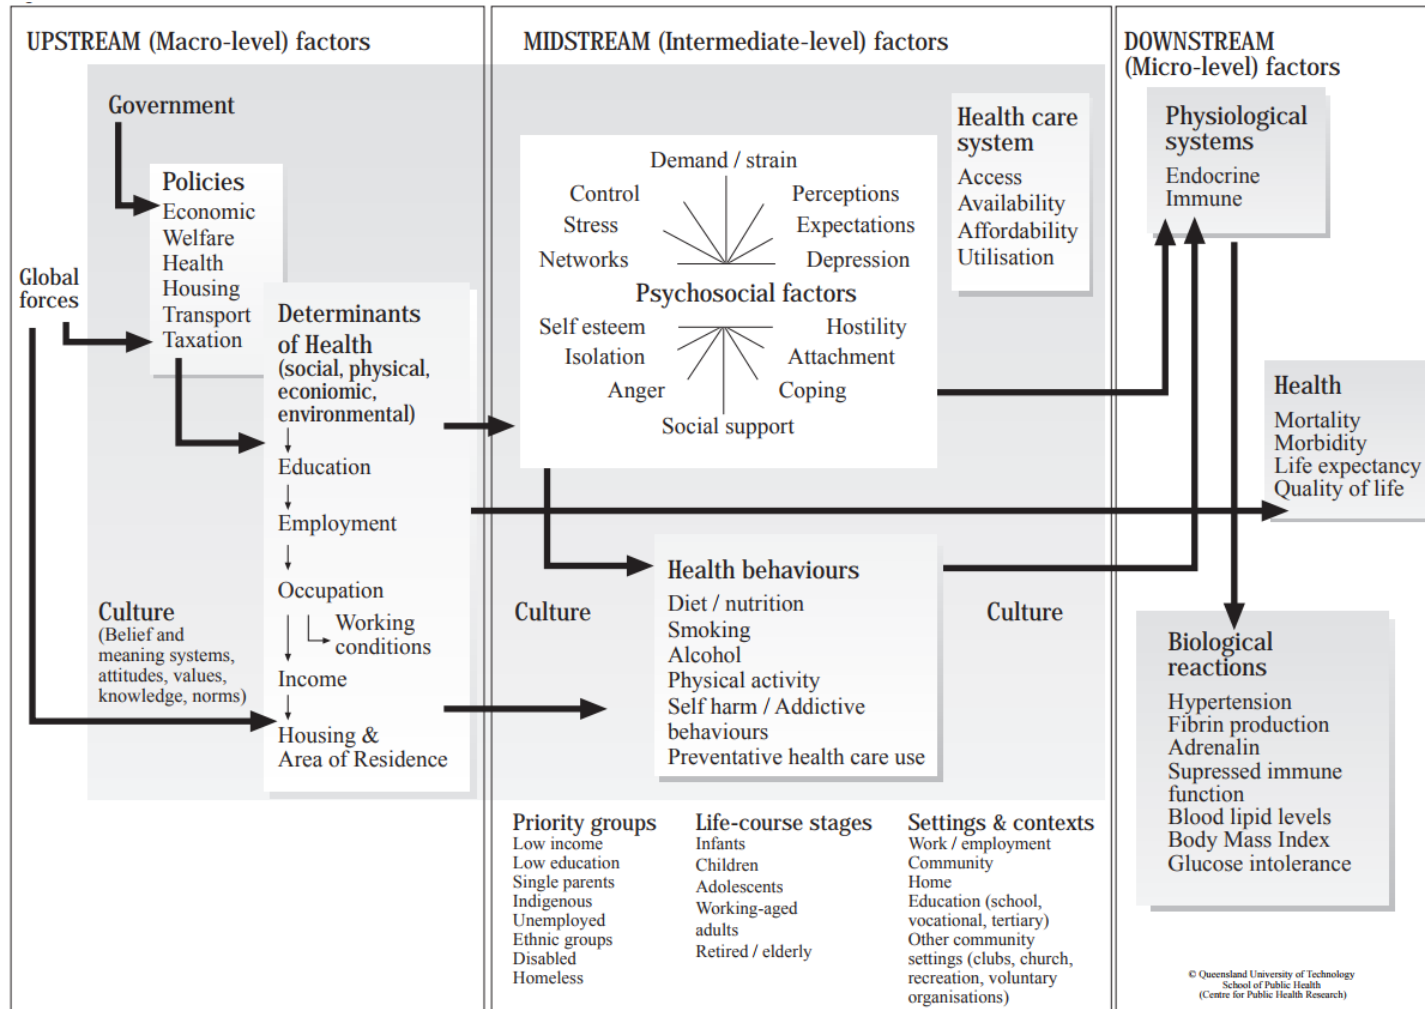 UPSTREAM (Macro-level) factors
Government
Policies
Economic
Welfare
Health
Housing
Transport
Taxation
Global
forces
Determinants
of Health
(social, physical,
econiomic,
environmental)
Education
Employment
Occupation
Working
conditions
Income
Housing &
Area of Residence
Culture
(Belief and
meaning systems,
attitudes, values,
knowledge, norms)
MIDSTREAM (Intermediate-level) factors
Demand / strain
Control
Perceptions
Stress
Expectations
Networks
Depression
Psychosocial factors
Self esteem
Hostility
Isolation
Attachment
Anger
Coping
Social support
Health care
system
Access
Availability
Affordability
Utilisation
Culture
Health behaviours
Diet / nutrition
Smoking
Alcohol
Physical activity
Self harm / Addictive
behaviours
Preventative health care use
Culture
Priority groups
Low income
Low education
Single parents
Indigenous
Unemployed
Ethnic groups
Disabled
Homeless
Life-course stages
Infants
Children
Adolescents
Working-aged
adults
Retired / elderly
Settings & contexts
Work / employment
Community
Home
Education (school,
vocational, tertiary)
Other community
settings (clubs, church,
recreation, voluntary
organisations)
DOWNSTREAM
(Micro-level) factors
Physiological
systems
Endocrine
Immune
Health
Mortality
Morbidity
Life expectancy
Quality of life
Biological
reactions
Hypertension
Fibrin production
Adrenalin
Supressed immune
function
Blood lipid levels
Body Mass Index
Glucose intolerance
© Queensland University of Technology
School of Public Health
(Centre for Public Health Research)